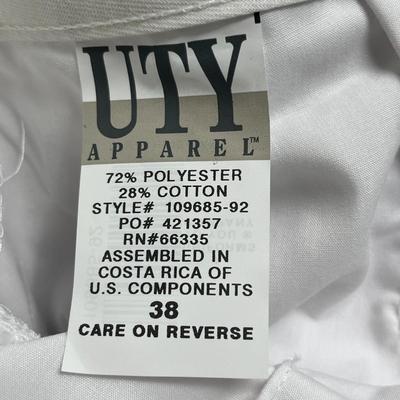 UTY
APPAREL™
72% POLYESTER
28% COTTON
STYLE# 109685-92
PO# 421357
RN#66335
ASSEMBLED IN
COSTA RICA OF
U.S. COMPONENTS
38
CARE ON REVERSE